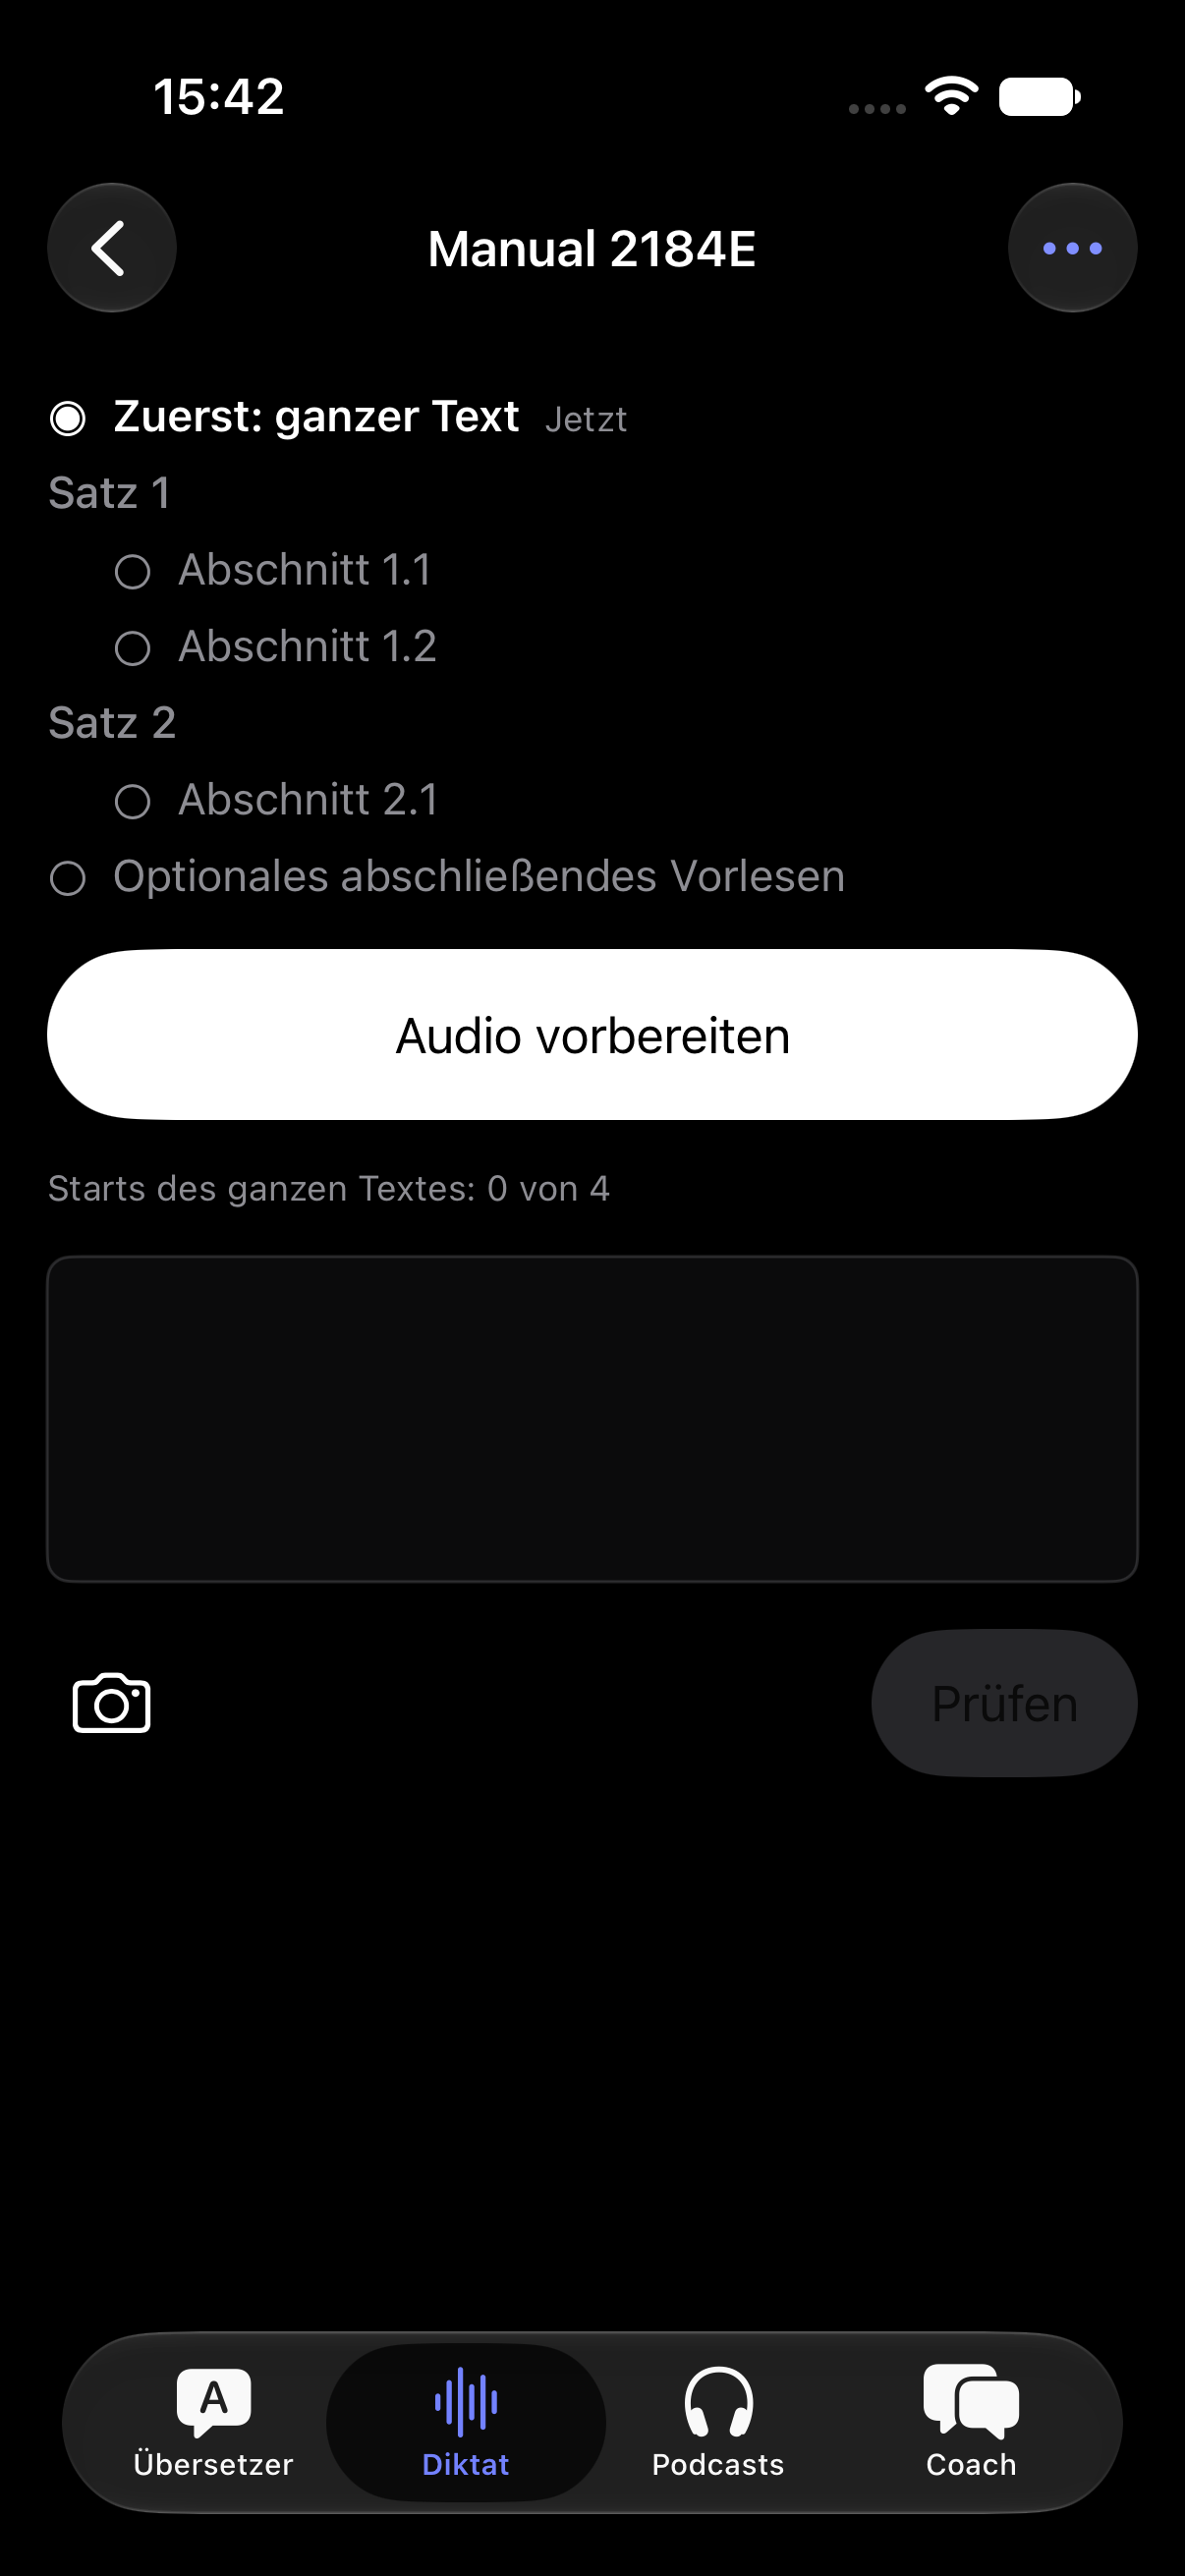 15:42
Manual 2184E
Zuerst: ganzer Text Jetzt
Satz 1
Abschnitt 1.1
Abschnitt 1.2
Satz 2
Abschnitt 2.1
Optionales abschließendes Vorlesen
Audio vorbereiten
Starts des ganzen Textes: 0 von 4
Prüfen
A
Übersetzer Diktat Podcasts Coach